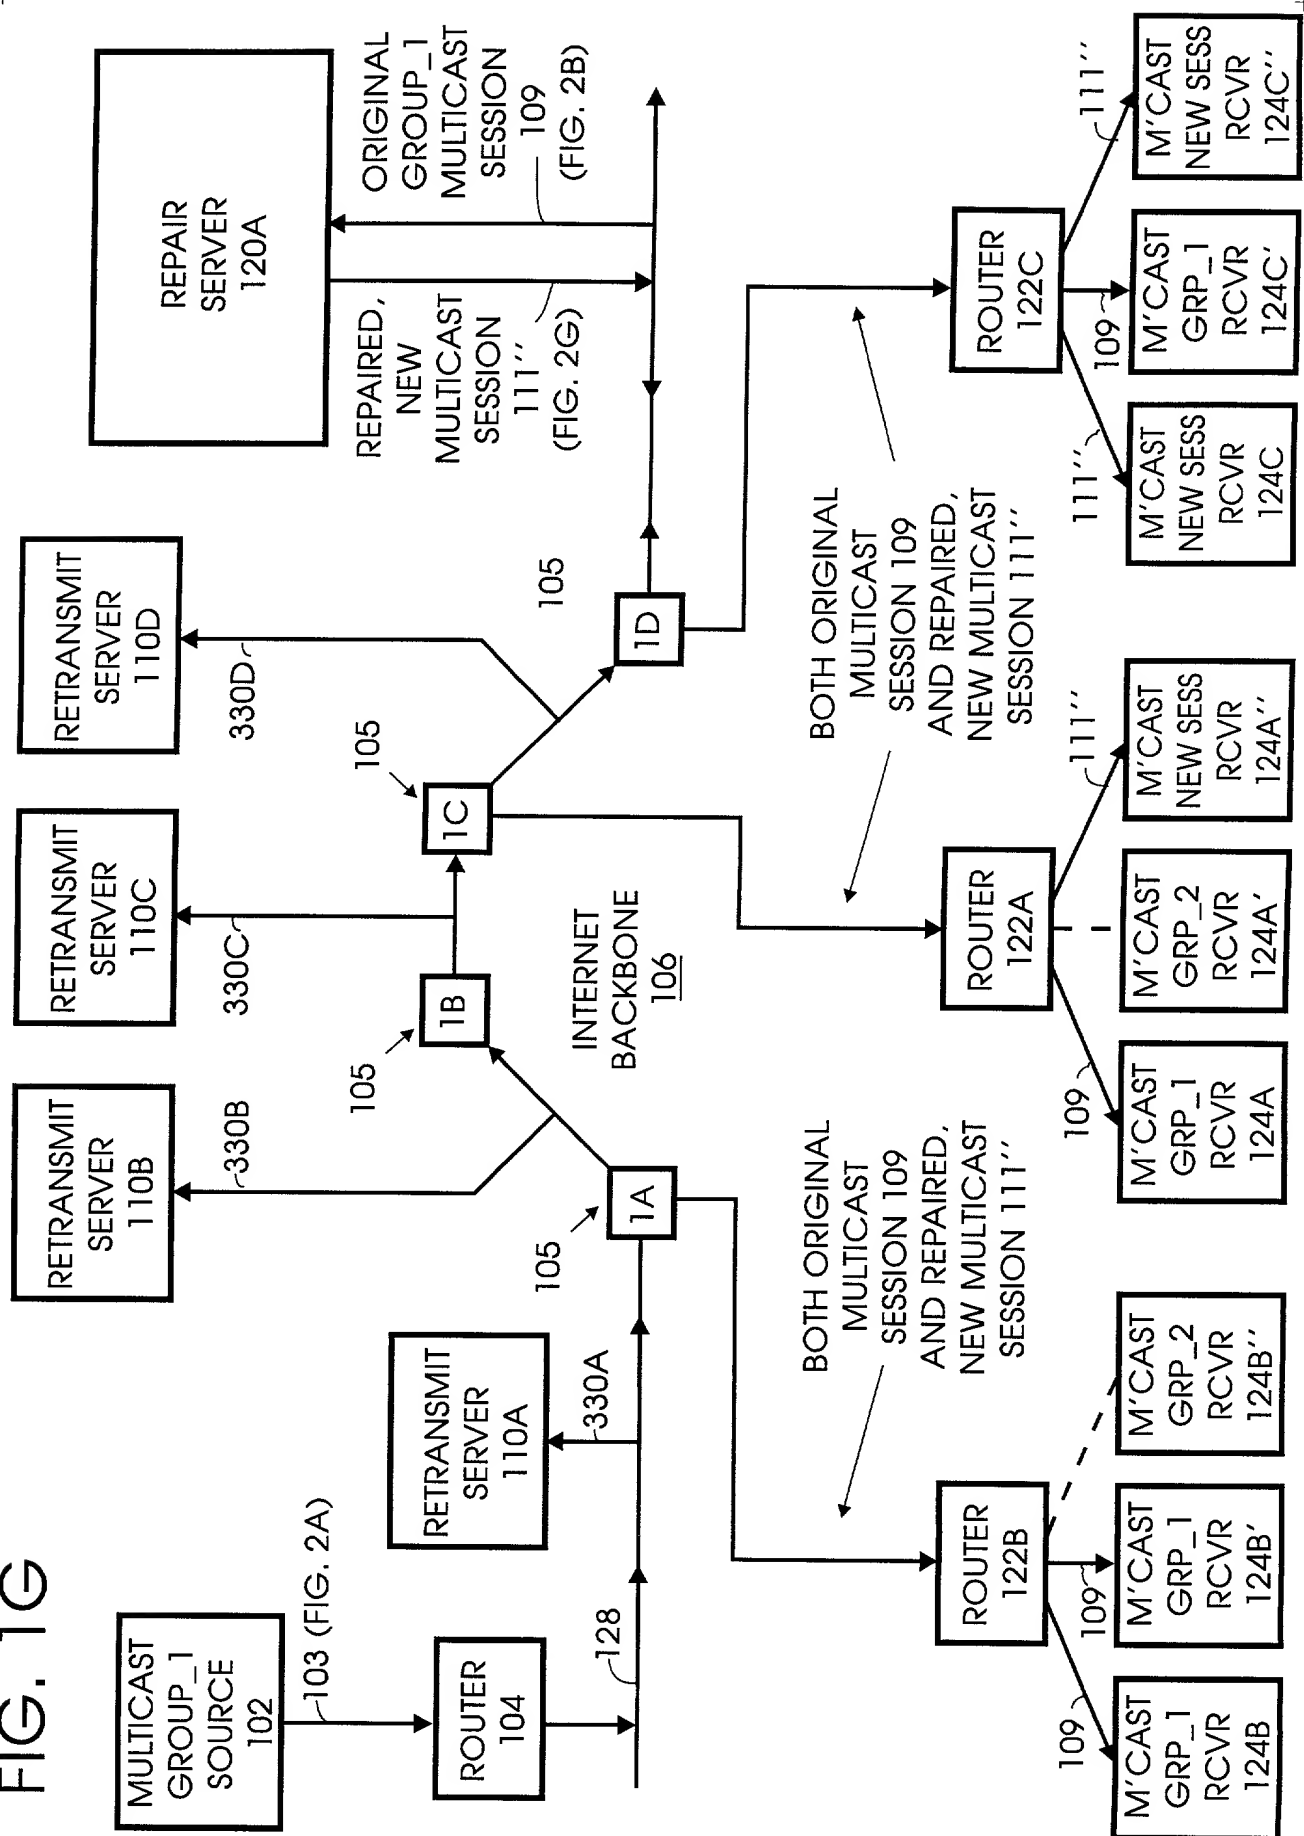 FIG. 1G
MULTICAST
GROUP_1
SOURCE
102
103 (FIG. 2A)
ROUTER
104
128
RETRANSMIT
SERVER
110A
330A
RETRANSMIT
SERVER
110B
330B
RETRANSMIT
SERVER
110C
330C
RETRANSMIT
SERVER
110D
330D
REPAIR
SERVER
120A
REPAIRED,
NEW
MULTICAST
SESSION
111''
(FIG. 2G)
ORIGINAL
GROUP_1
MULTICAST
SESSION
109
(FIG. 2B)
105
1A
105
1B
105
1C
105
1D
INTERNET
BACKBONE
106
BOTH ORIGINAL
MULTICAST
SESSION 109
AND REPAIRED,
NEW MULTICAST
SESSION 111''
BOTH ORIGINAL
MULTICAST
SESSION 109
AND REPAIRED,
NEW MULTICAST
SESSION 111''
ROUTER
122B
109
109
M'CAST
GRP_1
RCVR
124B
M'CAST
GRP_1
RCVR
124B'
M'CAST
GRP_2
RCVR
124B''
ROUTER
122A
109
111''
M'CAST
GRP_1
RCVR
124A
M'CAST
GRP_2
RCVR
124A'
M'CAST
NEW SESS
RCVR
124A''
ROUTER
122C
111''
109
111''
M'CAST
NEW SESS
RCVR
124C
M'CAST
GRP_1
RCVR
124C'
M'CAST
NEW SESS
RCVR
124C''